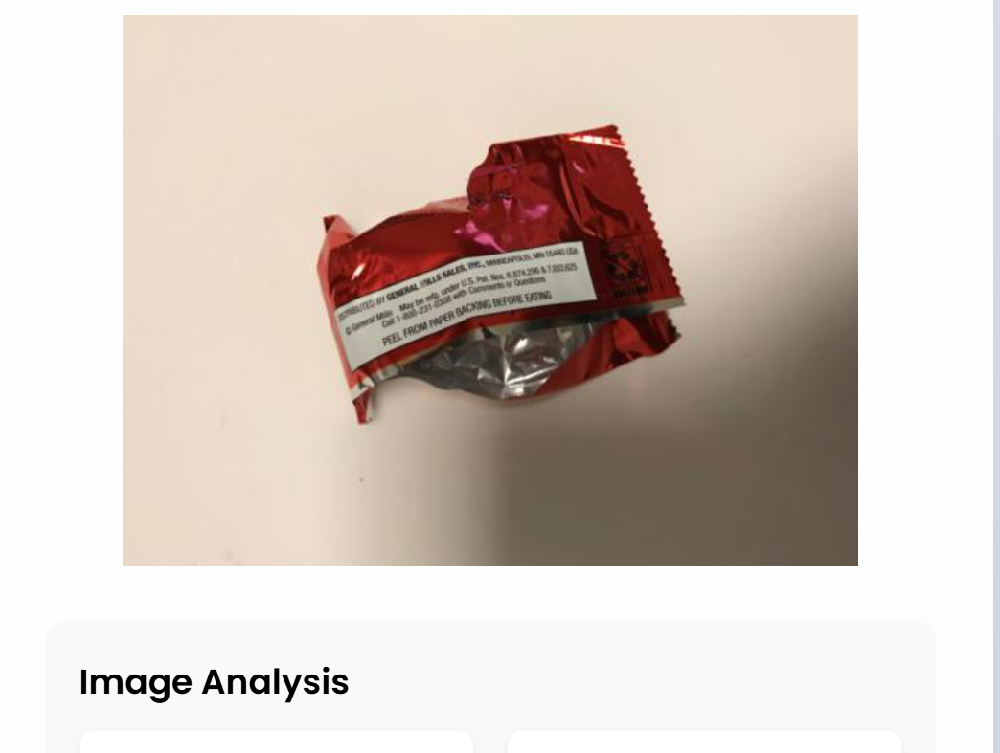 DISTRIBUTED BY GENERAL MILLS SALES, INC., MINNEAPOLIS, MN 55440 USA
© General Mills May be mfg. under U.S. Pat. Nos. 6,874,296 & 7,033,625
Call 1-800-231-0308 with Comments or Questions
PEEL FROM PAPER BACKING BEFORE EATING
Image Analysis